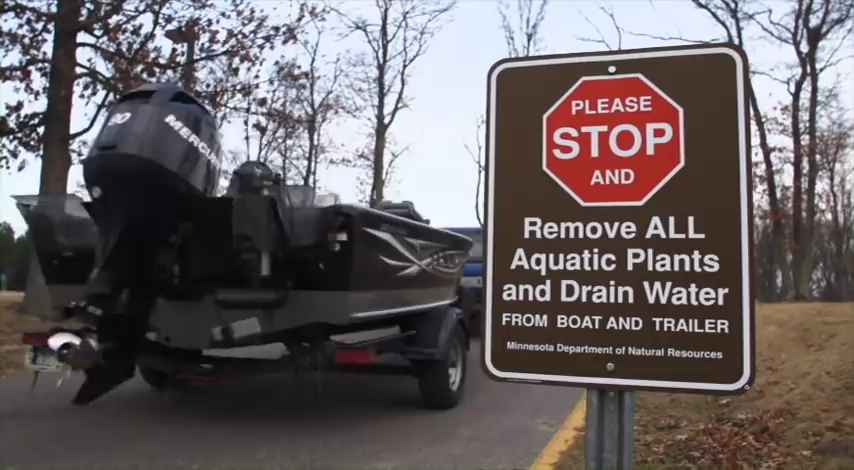 PLEASE
STOP
AND
Remove ALL
Aquatic Plants
and Drain Water
FROM BOAT AND TRAILER
Minnesota Department of Natural Resources
90